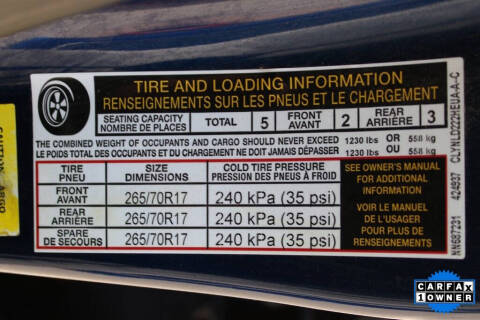 TIRE AND LOADING INFORMATION
RENSEIGNEMENTS SUR LES PNEUS ET LE CHARGEMENT
SEATING CAPACITY
NOMBRE DE PLACES
TOTAL 5
FRONT
AVANT 2
REAR
ARRIÈRE 3
THE COMBINED WEIGHT OF OCCUPANTS AND CARGO SHOULD NEVER EXCEED 1230 lbs OR 558 kg
LE POIDS TOTAL DES OCCUPANTS ET DU CHARGEMENT NE DOIT JAMAIS DÉPASSER 1230 lbs OU 558 kg
TIRE
PNEU
SIZE
DIMENSIONS
COLD TIRE PRESSURE
PRESSION DES PNEUS À FROID
FRONT
AVANT
265/70R17
240 kPa (35 psi)
REAR
ARRIÈRE
265/70R17
240 kPa (35 psi)
SPARE
DE SECOURS
265/70R17
240 kPa (35 psi)
SEE OWNER'S MANUAL
FOR ADDITIONAL
INFORMATION
VOIR LE MANUEL
DE L'USAGER
POUR PLUS DE
RENSEIGNEMENTS
NN687231 424937 CLYNLD222HEUA-A-C
CARFAX
1 OWNER